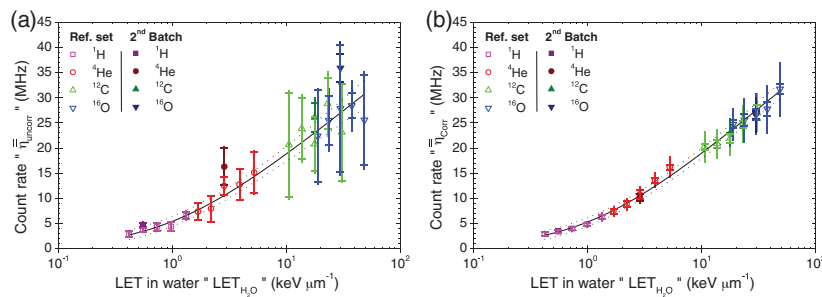 (a)
45
40
35
30
25
20
15
10
5
0
Count rate " η̿uncorr " (MHz)
Ref. set 2nd Batch
¹H ¹H
⁴He ⁴He
¹²C ¹²C
¹⁶O ¹⁶O
10⁻¹ 10⁰ 10¹ 10²
LET in water " LET_H₂O " (keV μm⁻¹)
(b)
45
40
35
30
25
20
15
10
5
0
Count rate " η̿Corr " (MHz)
Ref. set 2nd Batch
¹H ¹H
⁴He ⁴He
¹²C ¹²C
¹⁶O ¹⁶O
10⁻¹ 10⁰ 10¹ 10²
LET in water " LET_H₂O " (keV μm⁻¹)